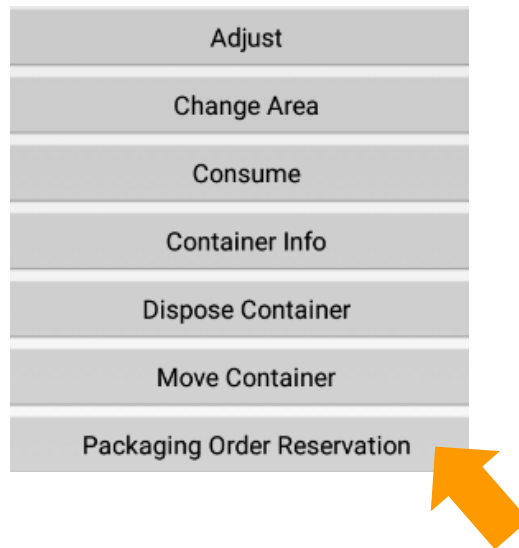 Adjust
Change Area
Consume
Container Info
Dispose Container
Move Container
Packaging Order Reservation